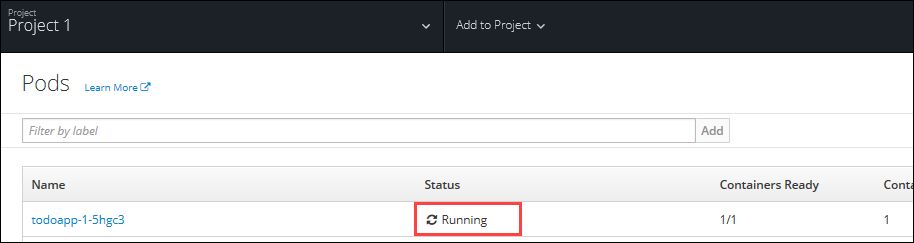 Project
Project 1
Add to Project
Pods Learn More
Filter by label Add
Name Status Containers Ready Conta
todoapp-1-5hgc3 Running 1/1 1